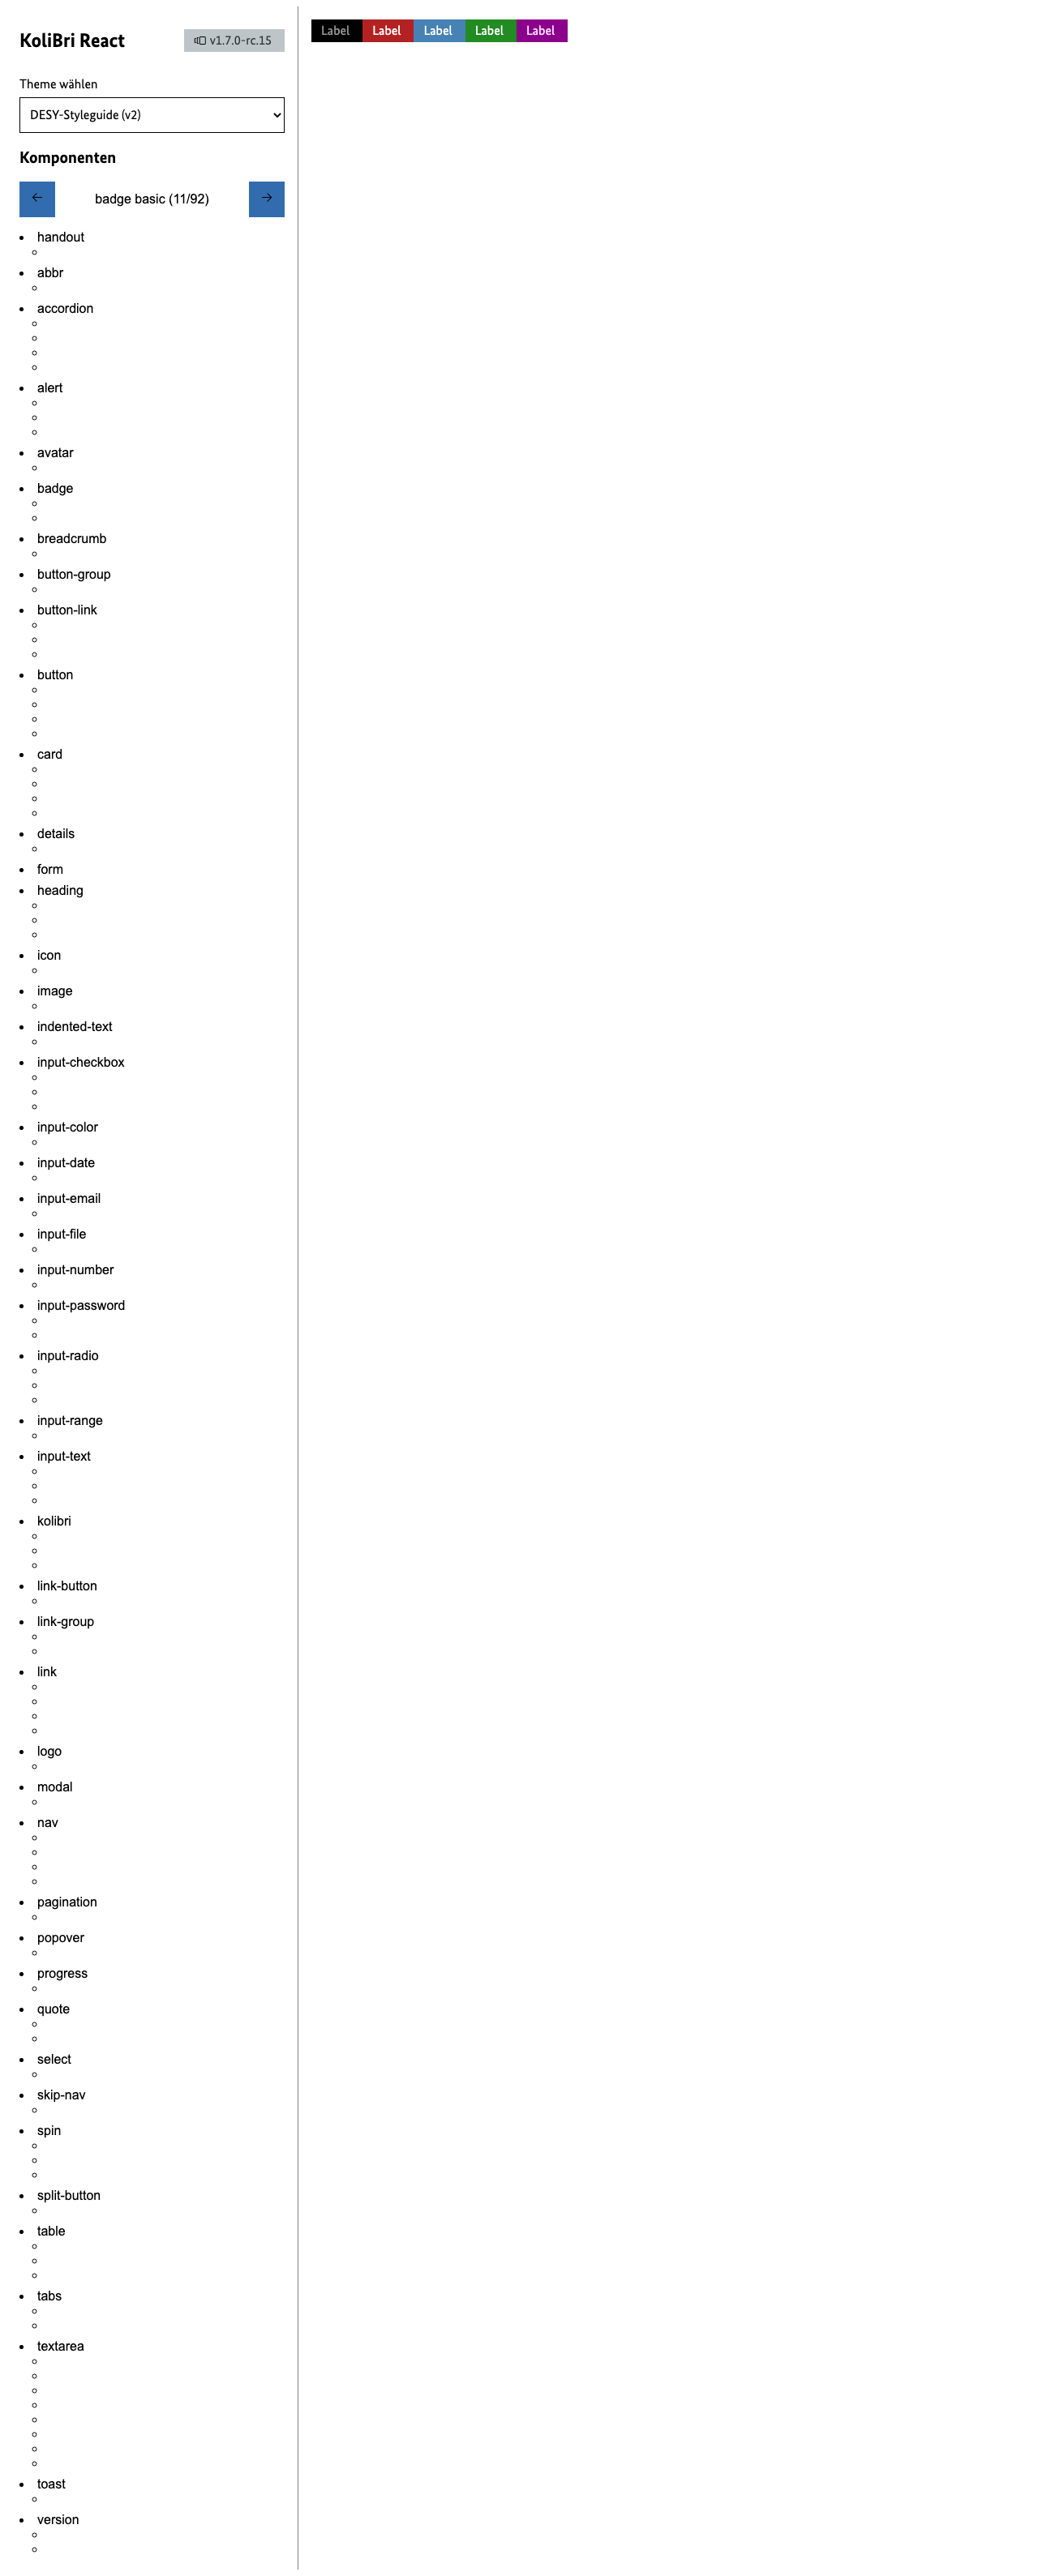 KoliBri React
v1.7.0-rc.15
Theme wählen
DESY-Styleguide (v2)
Komponenten
← badge basic (11/92) →
handout
abbr
accordion
alert
avatar
badge
breadcrumb
button-group
button-link
button
card
details
form
heading
icon
image
indented-text
input-checkbox
input-color
input-date
input-email
input-file
input-number
input-password
input-radio
input-range
input-text
kolibri
link-button
link-group
link
logo
modal
nav
pagination
popover
progress
quote
select
skip-nav
spin
split-button
table
tabs
textarea
toast
version
Label Label Label Label Label